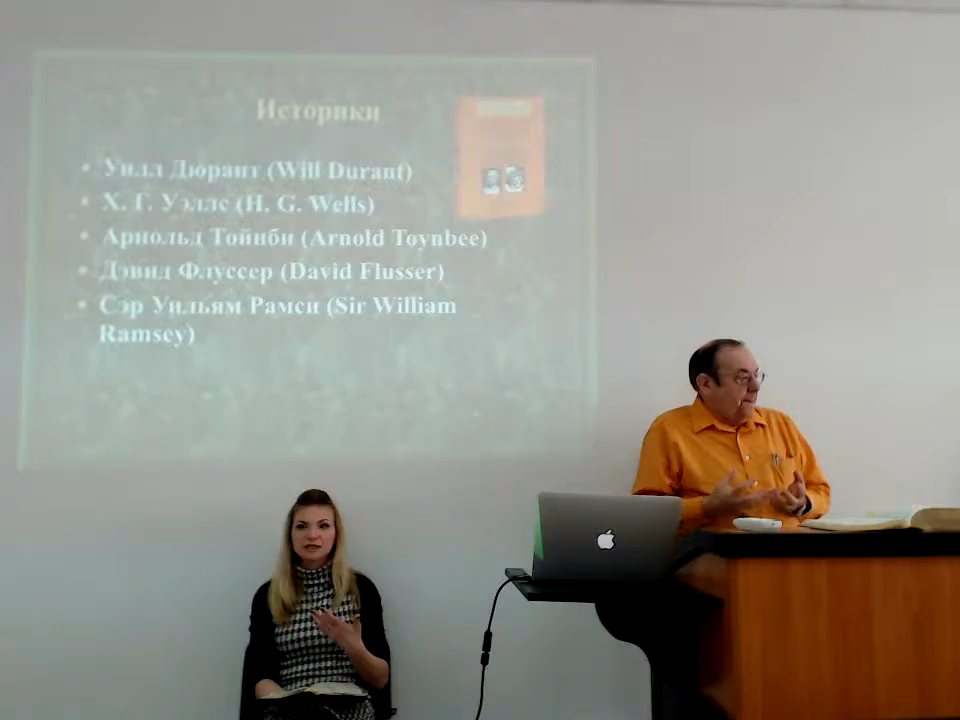 Историки
• Уилл Дюрант (Will Durant)
• Х. Г. Уэллс (H. G. Wells)
• Арнольд Тойнби (Arnold Toynbee)
• Дэвид Флуссер (David Flusser)
• Сэр Уильям Рамси (Sir William
Ramsey)